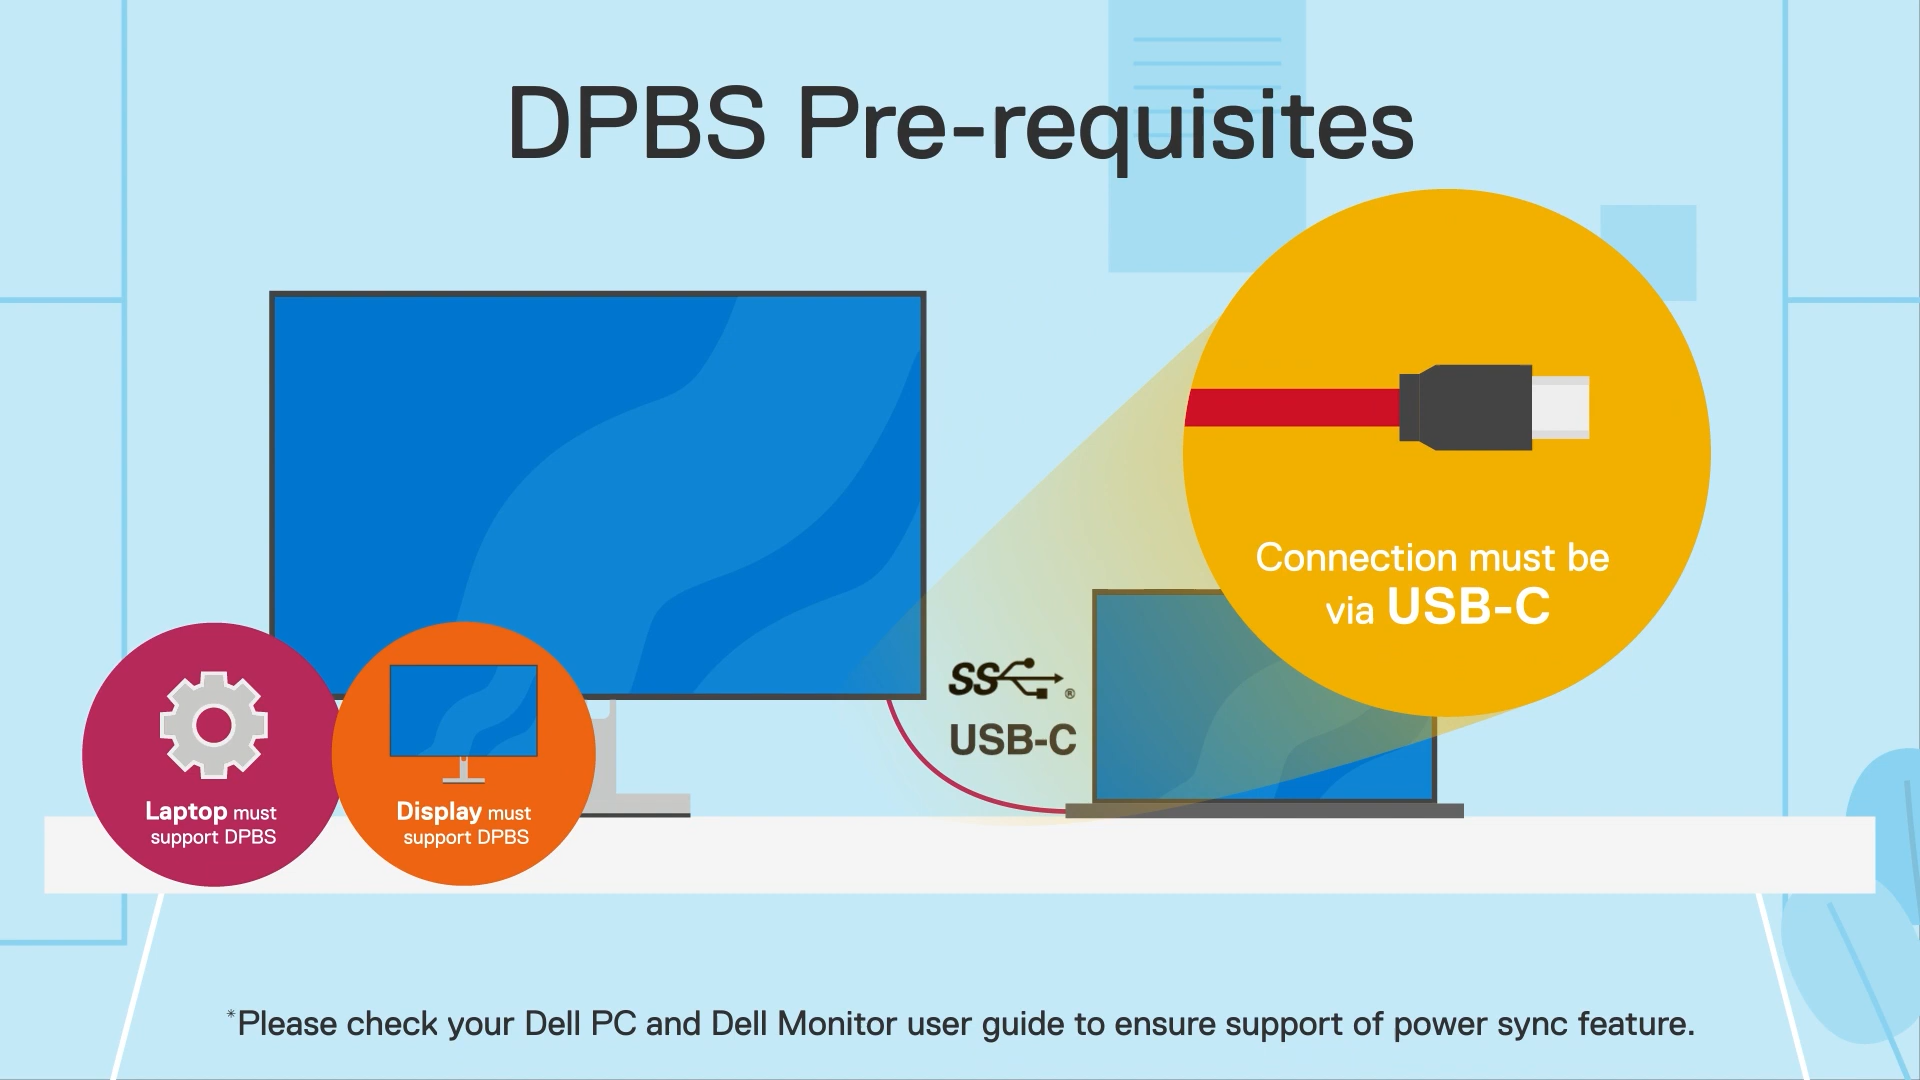 DPBS Pre-requisites
Connection must be
via USB-C
SS
®
USB-C
Laptop must
support DPBS
Display must
support DPBS
*Please check your Dell PC and Dell Monitor user guide to ensure support of power sync feature.